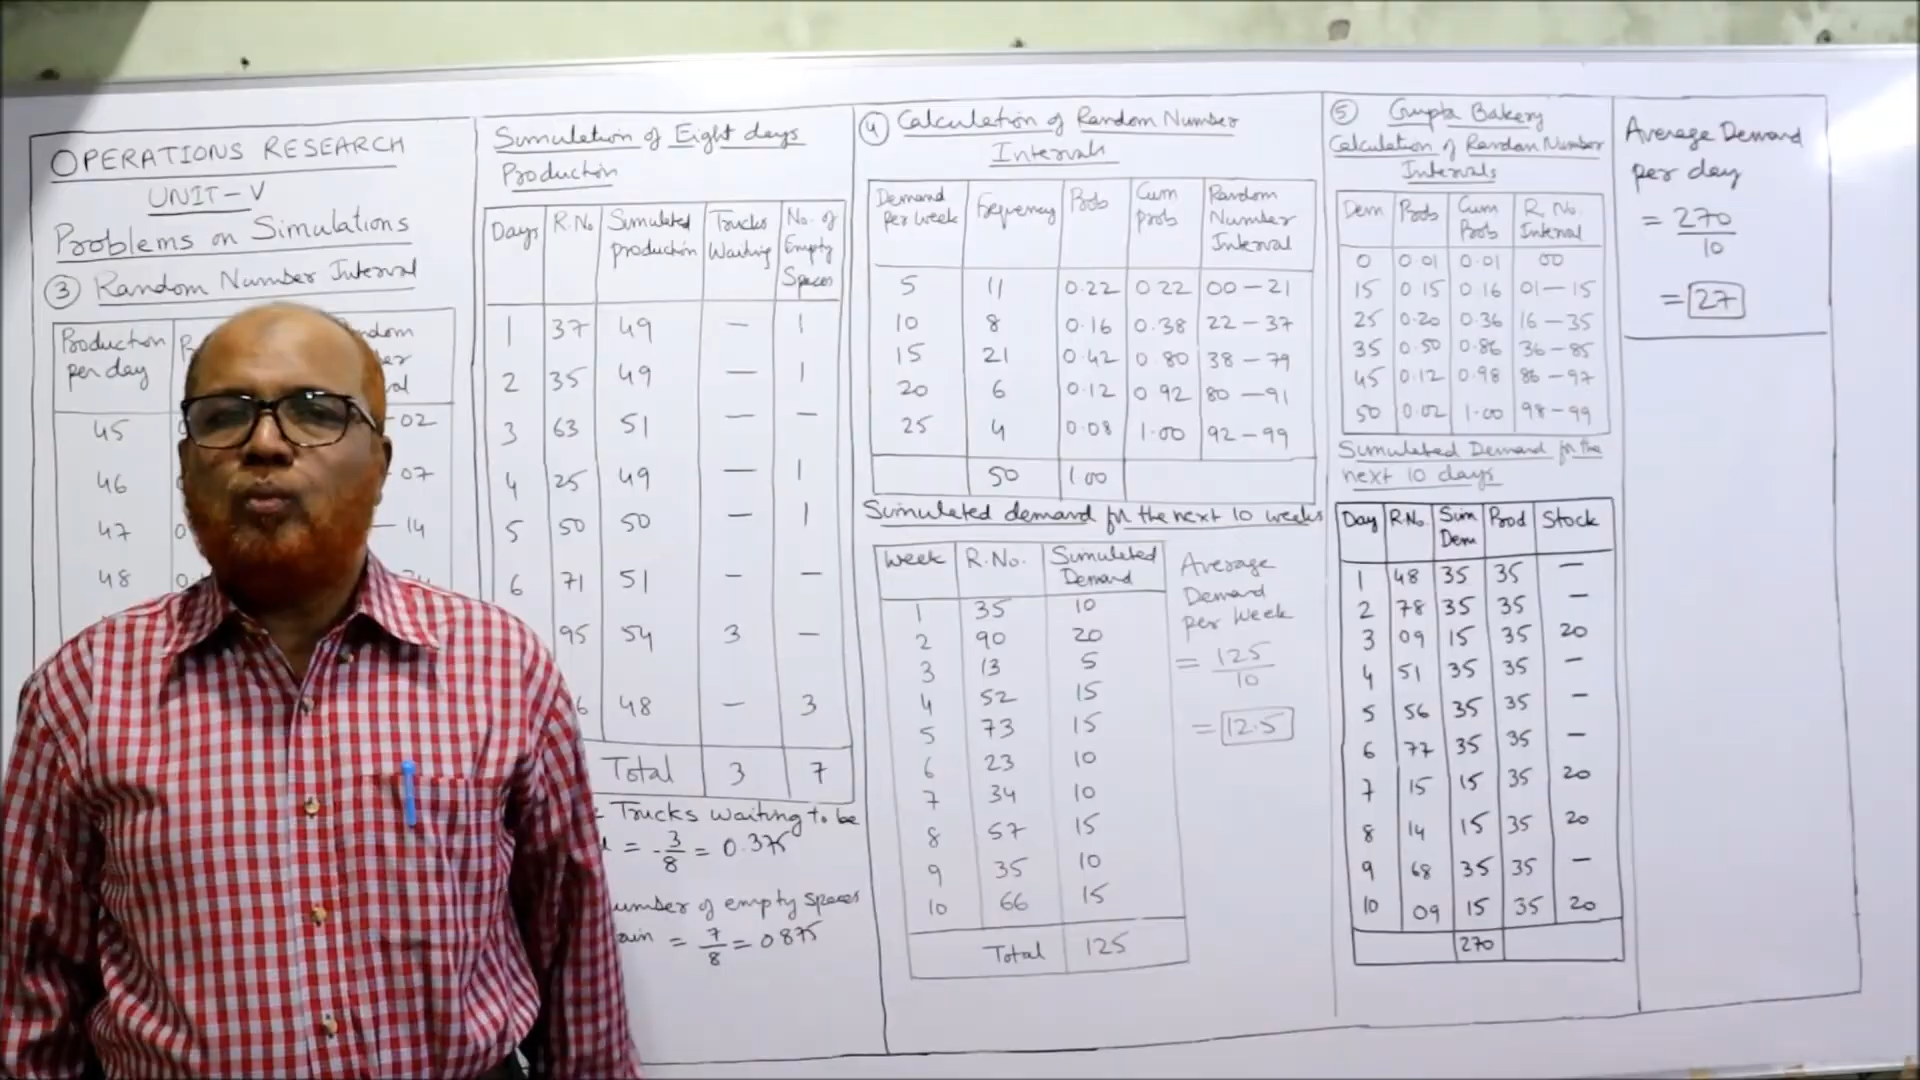 OPERATIONS RESEARCH
UNIT-V
Problems on Simulations
③ Random Number Interval
Production
per day
45 02
46 07
47 — 14
48
Simulation of Eight days
Production
Days R.No Simulated production Trucks Waiting No. of Empty Spaces
1 37 49 — 1
2 35 49 — 1
3 63 51 — —
4 25 49 — 1
5 50 50 — 1
6 71 51 - —
95 54 3 —
6 48 — 3
Total 3 7
Trucks waiting to be
= 3/8 = 0.375
number of empty spaces
= 7/8 = 0.875
④ Calculation of Random Number
Intervals
Demand Per week Frequency Prob Cum prob Random Number Interval
5 11 0.22 0.22 00 — 21
10 8 0.16 0.38 22 — 37
15 21 0.42 0.80 38 — 79
20 6 0.12 0.92 80 — 91
25 4 0.08 1.00 92 — 99
50 1.00
Simulated demand for the next 10 weeks
Week R.No. Simulated Demand
1 35 10
2 90 20
3 13 5
4 52 15
5 73 15
6 23 10
7 34 10
8 57 15
9 35 10
10 66 15
Total 125
Average
Demand
per week
= 125/10
= 12.5
⑤ Gupta Bakery
Calculation of Random Number
Intervals
Dem Prob Cum Prob R. No. Interval
0 0.01 0.01 00
15 0.15 0.16 01 — 15
25 0.20 0.36 16 — 35
35 0.50 0.86 36 — 85
45 0.12 0.98 86 — 97
50 0.02 1.00 98 — 99
Simulated Demand for the
next 10 days
Day R.No. Sim Dem Prod Stock
1 48 35 35 —
2 78 35 35 —
3 09 15 35 20
4 51 35 35 —
5 56 35 35 —
6 77 35 35 —
7 15 15 35 20
8 14 15 35 20
9 68 35 35 —
10 09 15 35 20
270
Average Demand
per day
= 270/10
= 27